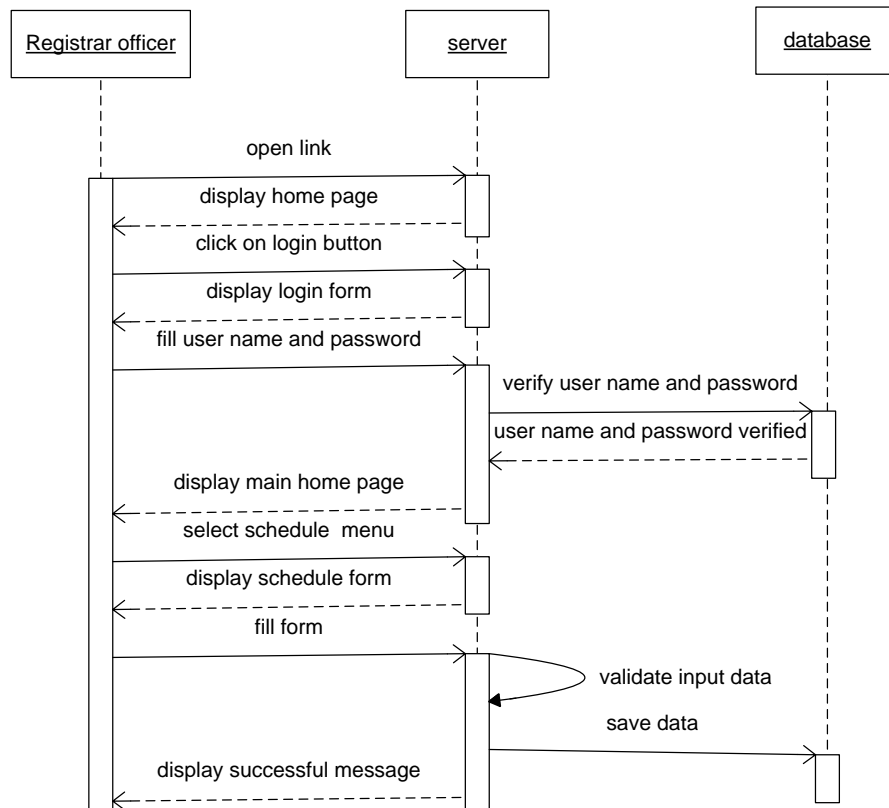 Registrar officer
server
database
open link
display home page
click on login button
display login form
fill user name and password
verify user name and password
user name and password verified
display main home page
select schedule  menu
display schedule form
fill form
validate input data
save data
display successful message